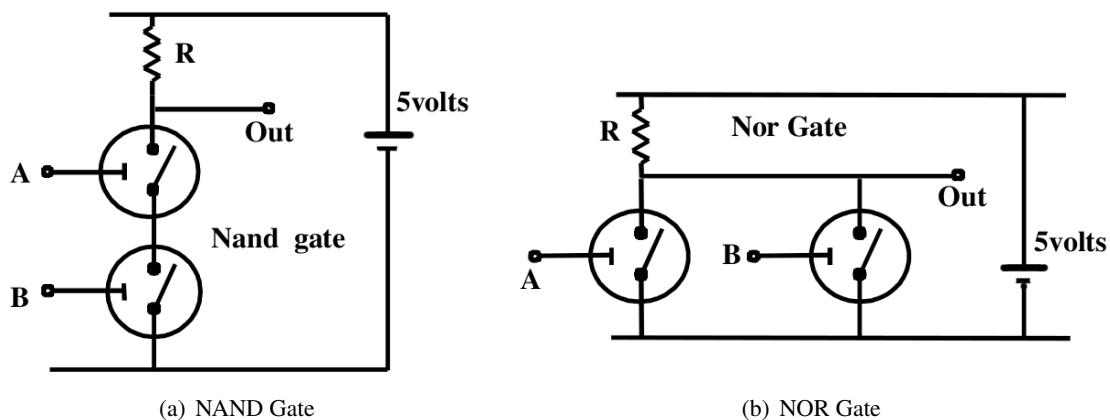 R
5volts
Out
A
Nand gate
B
(a) NAND Gate
R
Nor Gate
Out
A
B
5volts
(b) NOR Gate